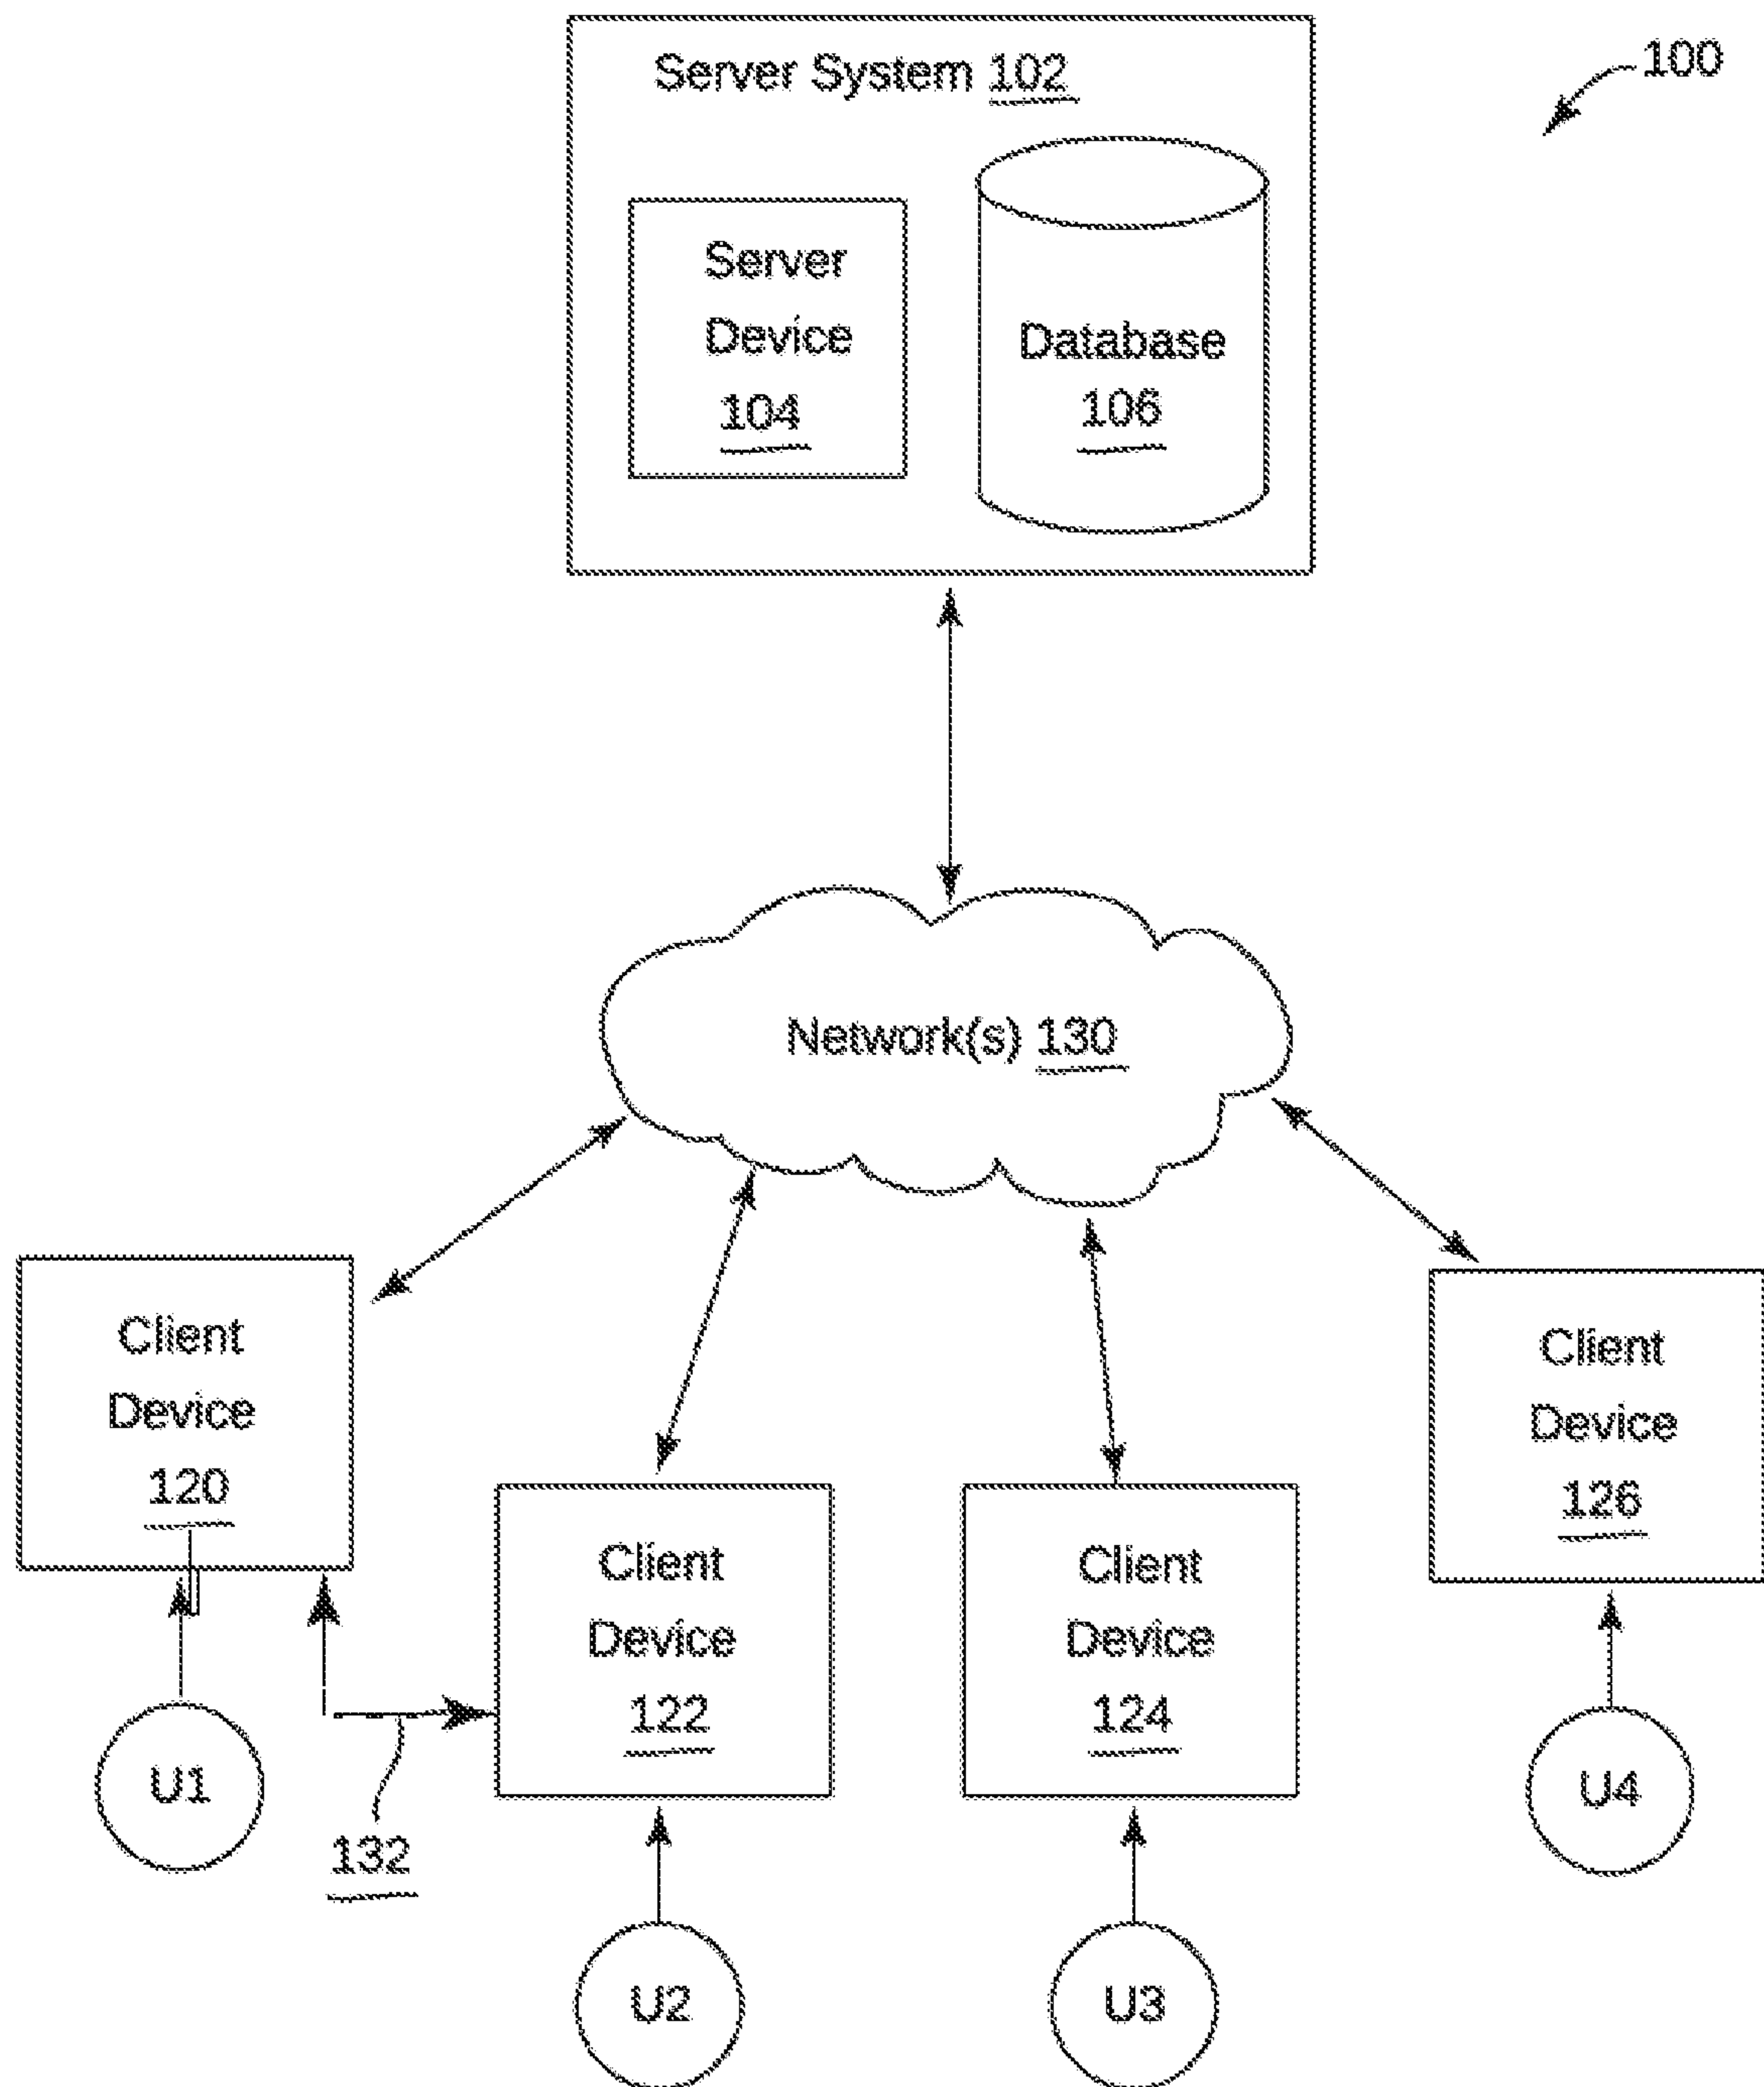 Server System 102
100
Server
Device
104
Database
106
Network(s) 130
Client
Device
120
Client
Device
122
Client
Device
124
Client
Device
126
U1
132
U2
U3
U4